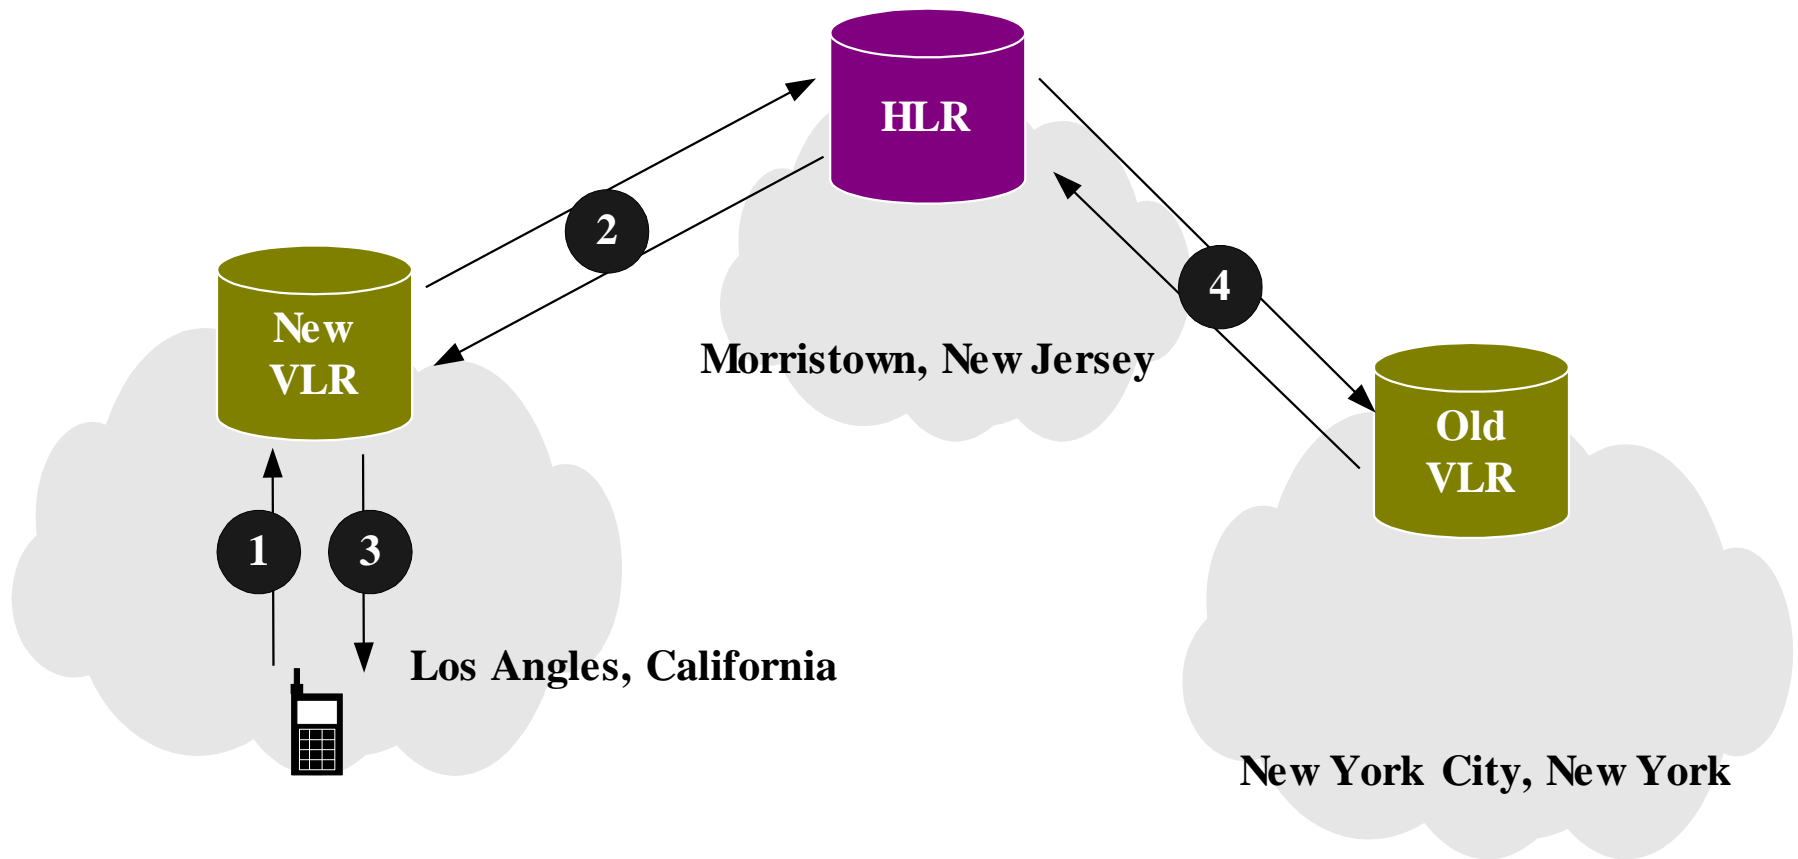 HLR
2
New
VLR
4
Morristown, New Jersey
Old
VLR
1
3
Los Angles, California
New York City, New York